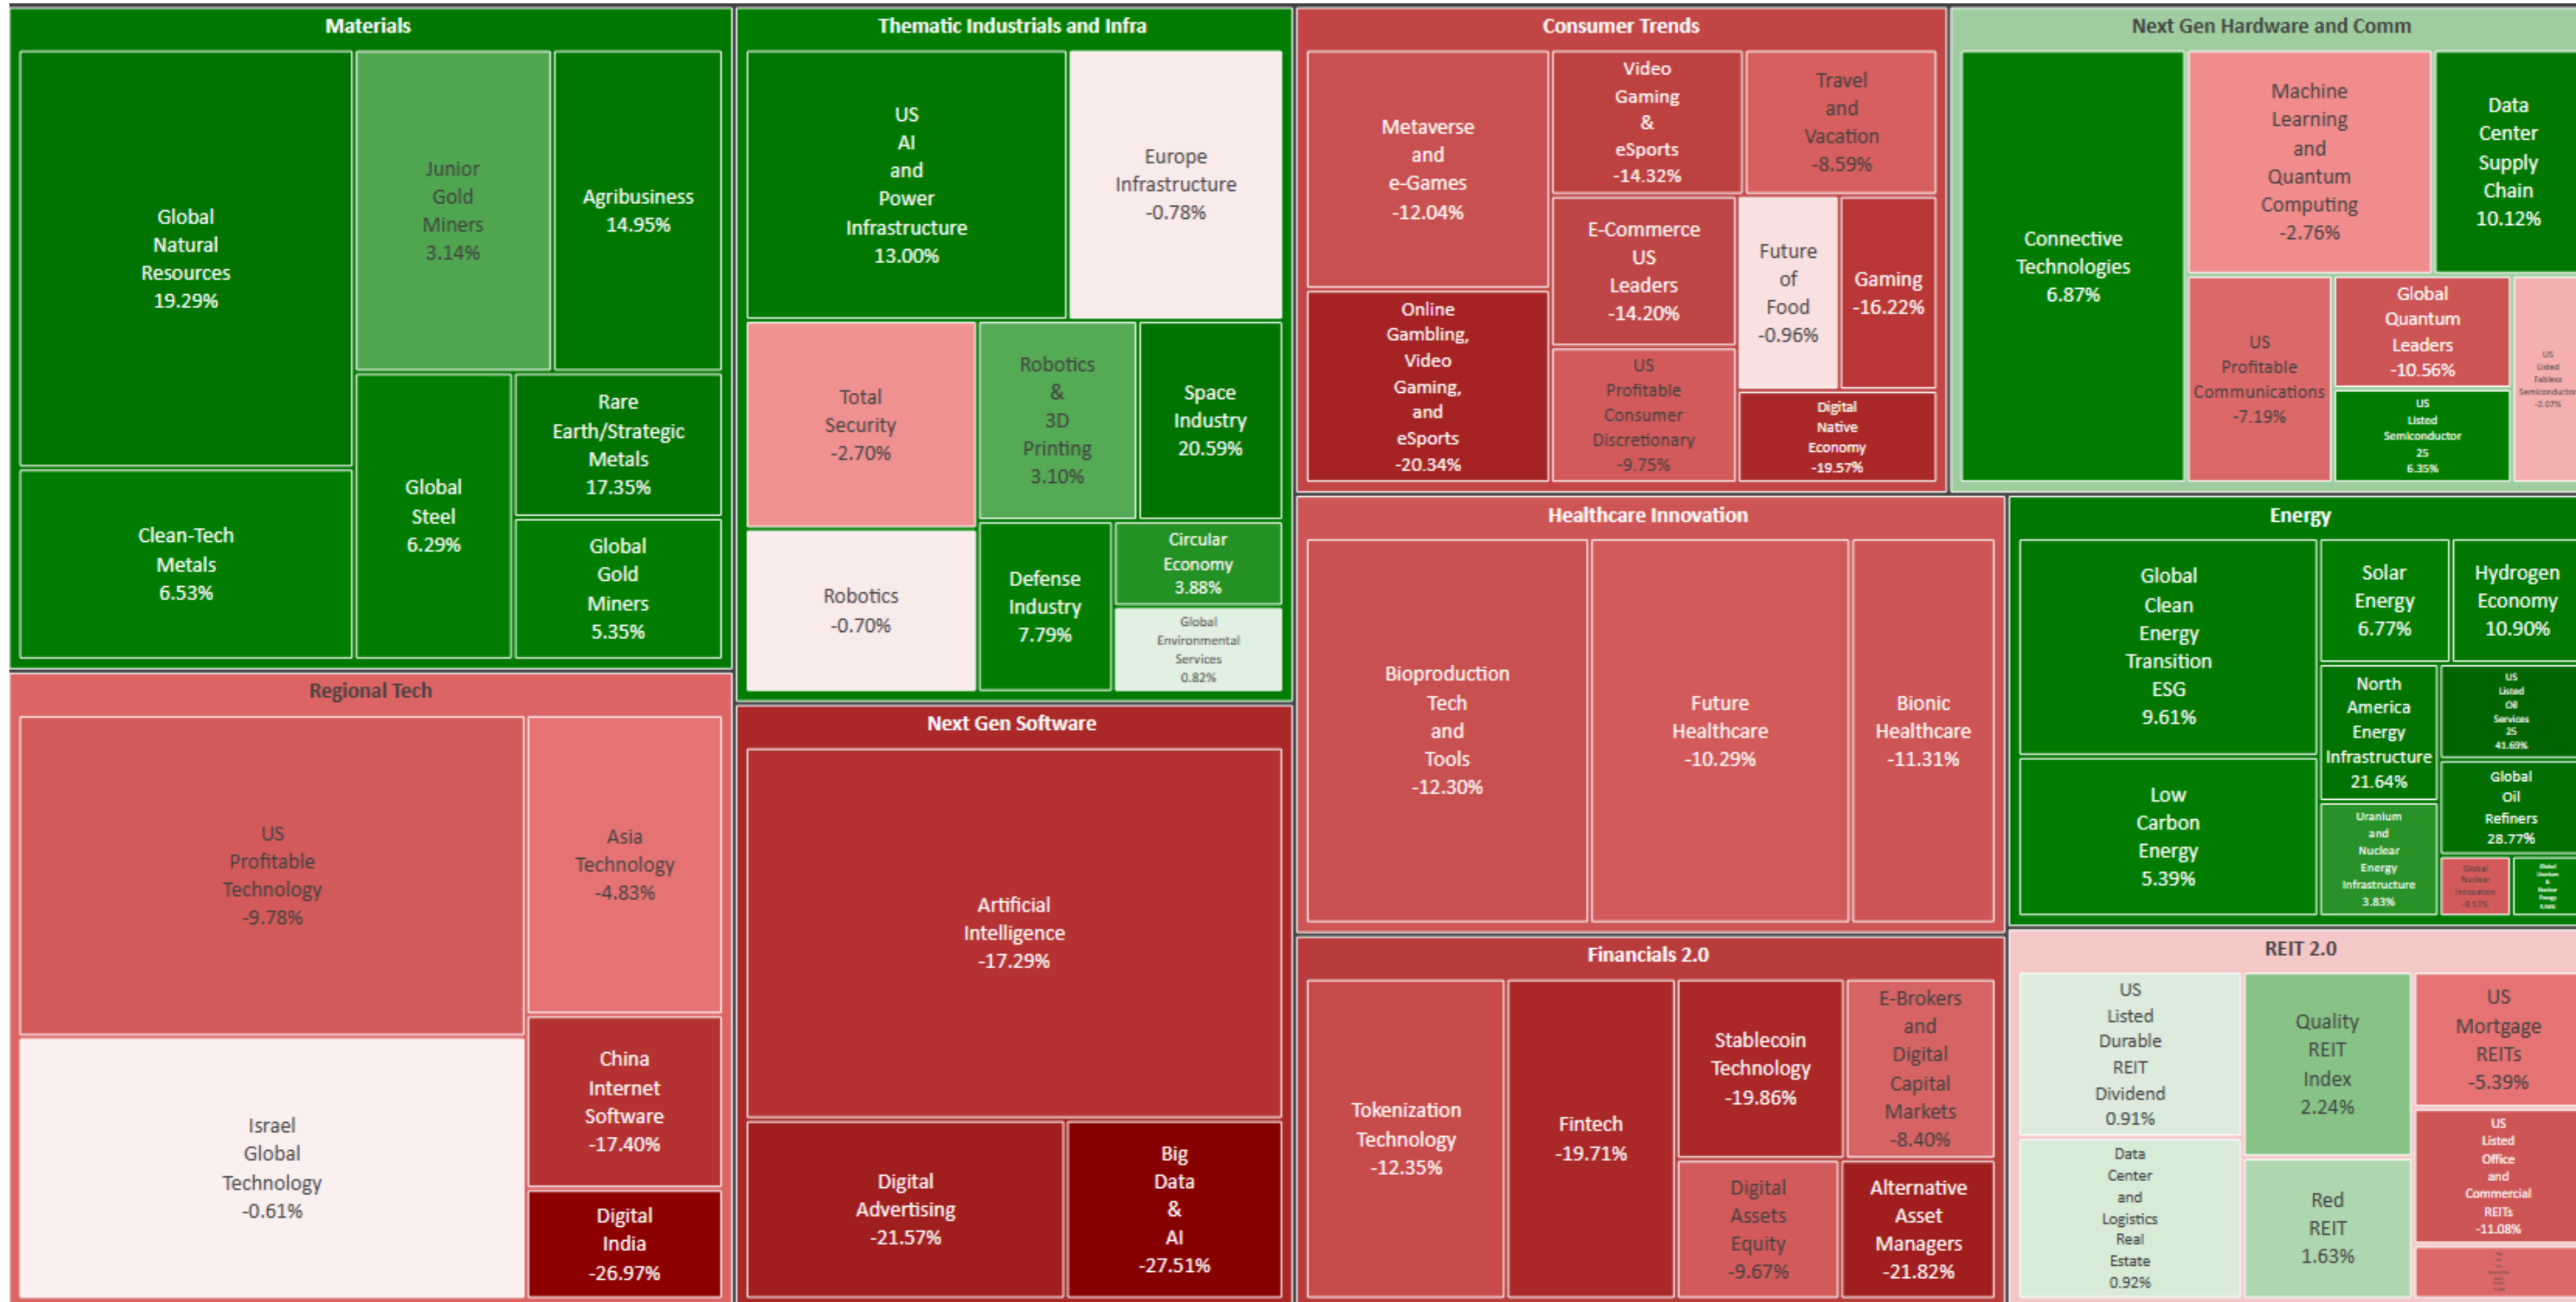 Materials
Global
Natural
Resources
19.29%
Junior
Gold
Miners
3.14%
Agribusiness
14.95%
Clean-Tech
Metals
6.53%
Global
Steel
6.29%
Rare
Earth/Strategic
Metals
17.35%
Global
Gold
Miners
5.35%
Thematic Industrials and Infra
US
AI
and
Power
Infrastructure
13.00%
Europe
Infrastructure
-0.78%
Total
Security
-2.70%
Robotics
&
3D
Printing
3.10%
Space
Industry
20.59%
Robotics
-0.70%
Defense
Industry
7.79%
Circular
Economy
3.88%
Global
Environmental
Services
0.82%
Consumer Trends
Metaverse
and
e-Games
-12.04%
Video
Gaming
&
eSports
-14.32%
Travel
and
Vacation
-8.59%
Online
Gambling,
Video
Gaming,
and
eSports
-20.34%
E-Commerce
US
Leaders
-14.20%
Future
of
Food
-0.96%
Gaming
-16.22%
US
Profitable
Consumer
Discretionary
-9.75%
Digital
Native
Economy
-19.57%
Next Gen Hardware and Comm
Connective
Technologies
6.87%
Machine
Learning
and
Quantum
Computing
-2.76%
Data
Center
Supply
Chain
10.12%
US
Profitable
Communications
-7.19%
Global
Quantum
Leaders
-10.56%
US
Listed
Semiconductor
25
6.35%
US
Listed
Fabless
Semiconductor
-2.07%
Regional Tech
US
Profitable
Technology
-9.78%
Asia
Technology
-4.83%
Israel
Global
Technology
-0.61%
China
Internet
Software
-17.40%
Digital
India
-26.97%
Next Gen Software
Artificial
Intelligence
-17.29%
Digital
Advertising
-21.57%
Big
Data
&
AI
-27.51%
Healthcare Innovation
Bioproduction
Tech
and
Tools
-12.30%
Future
Healthcare
-10.29%
Bionic
Healthcare
-11.31%
Financials 2.0
Tokenization
Technology
-12.35%
Fintech
-19.71%
Stablecoin
Technology
-19.86%
E-Brokers
and
Digital
Capital
Markets
-8.40%
Digital
Assets
Equity
-9.67%
Alternative
Asset
Managers
-21.82%
Energy
Global
Clean
Energy
Transition
ESG
9.61%
Solar
Energy
6.77%
Hydrogen
Economy
10.90%
Low
Carbon
Energy
5.39%
North
America
Energy
Infrastructure
21.64%
US
Listed
Oil
Services
25
41.69%
Global
Oil
Refiners
28.77%
Uranium
and
Nuclear
Energy
Infrastructure
3.83%
Global
Nuclear
Innovators
-9.57%
Global
Uranium
&
Nuclear
Energy
REIT 2.0
US
Listed
Durable
REIT
Dividend
0.91%
Quality
REIT
Index
2.24%
US
Mortgage
REITs
-5.39%
Data
Center
and
Logistics
Real
Estate
0.92%
Red
REIT
1.63%
US
Listed
Office
and
Commercial
REITs
-11.08%